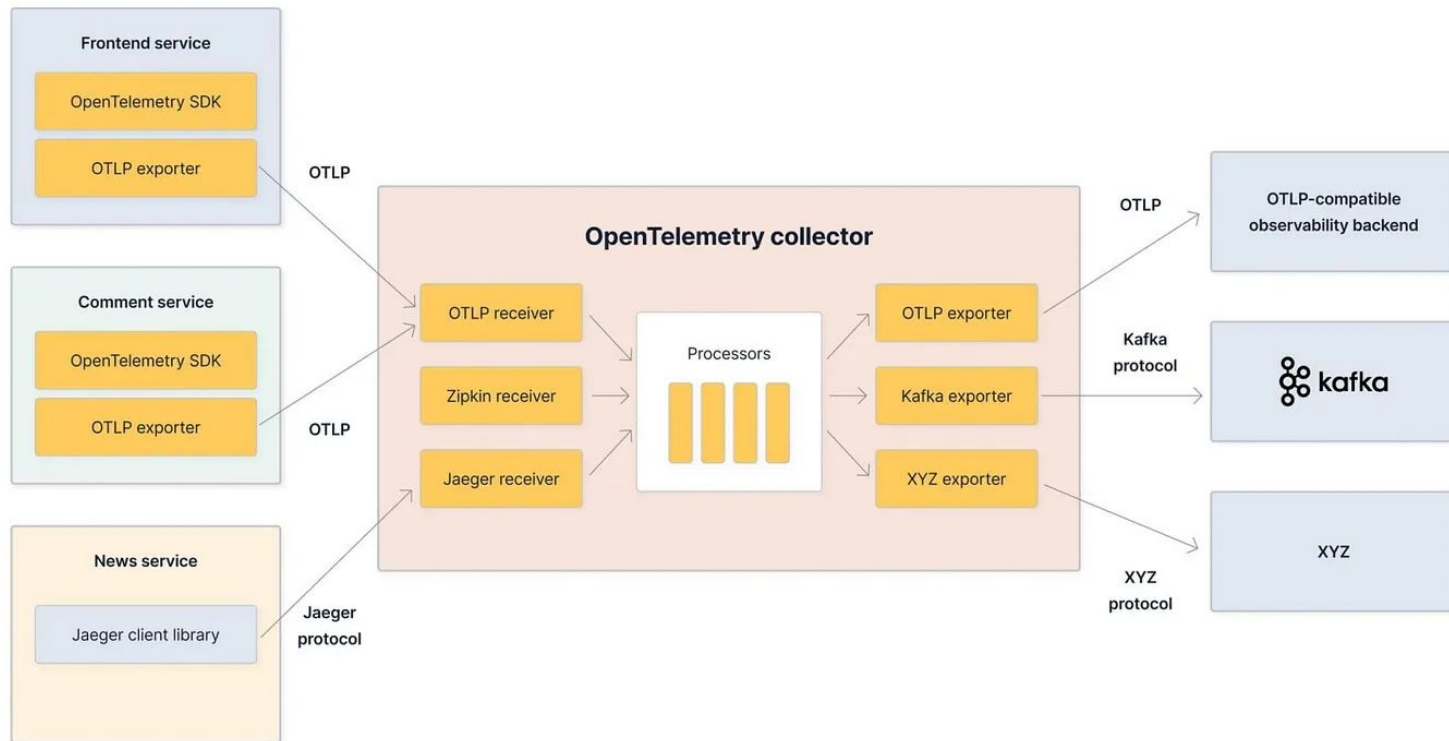 Frontend service
OpenTelemetry SDK
OTLP exporter
OTLP
Comment service
OpenTelemetry SDK
OTLP exporter
OTLP
News service
Jaeger client library
Jaeger
protocol
OpenTelemetry collector
OTLP receiver
Zipkin receiver
Jaeger receiver
Processors
OTLP exporter
Kafka exporter
XYZ exporter
OTLP
Kafka
protocol
XYZ
protocol
OTLP-compatible
observability backend
kafka
XYZ